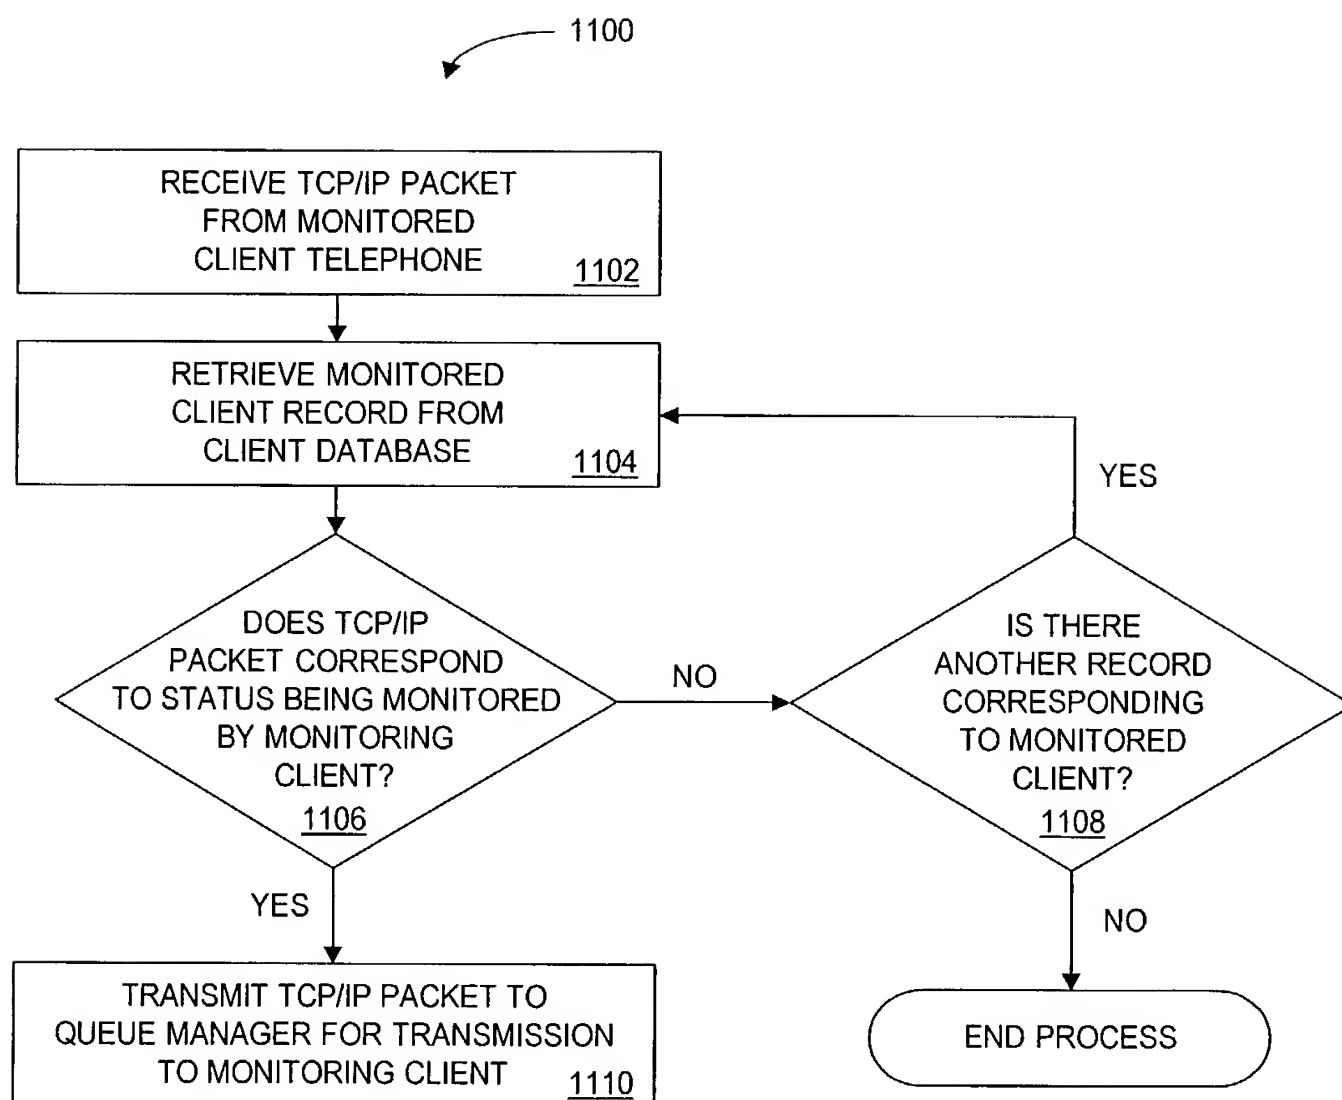 1100
RECEIVE TCP/IP PACKET
FROM MONITORED
CLIENT TELEPHONE
1102
RETRIEVE MONITORED
CLIENT RECORD FROM
CLIENT DATABASE
1104
YES
DOES TCP/IP
PACKET CORRESPOND
TO STATUS BEING MONITORED
BY MONITORING
CLIENT?
1106
NO
IS THERE
ANOTHER RECORD
CORRESPONDING
TO MONITORED
CLIENT?
1108
YES
NO
TRANSMIT TCP/IP PACKET TO
QUEUE MANAGER FOR TRANSMISSION
TO MONITORING CLIENT
1110
END PROCESS